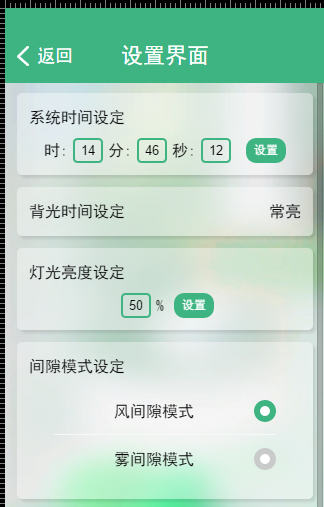 返回 设置界面
系统时间设定
时: 14 分: 46 秒: 12 设置
背光时间设定 常亮
灯光亮度设定
50 % 设置
间隙模式设定
风间隙模式
雾间隙模式